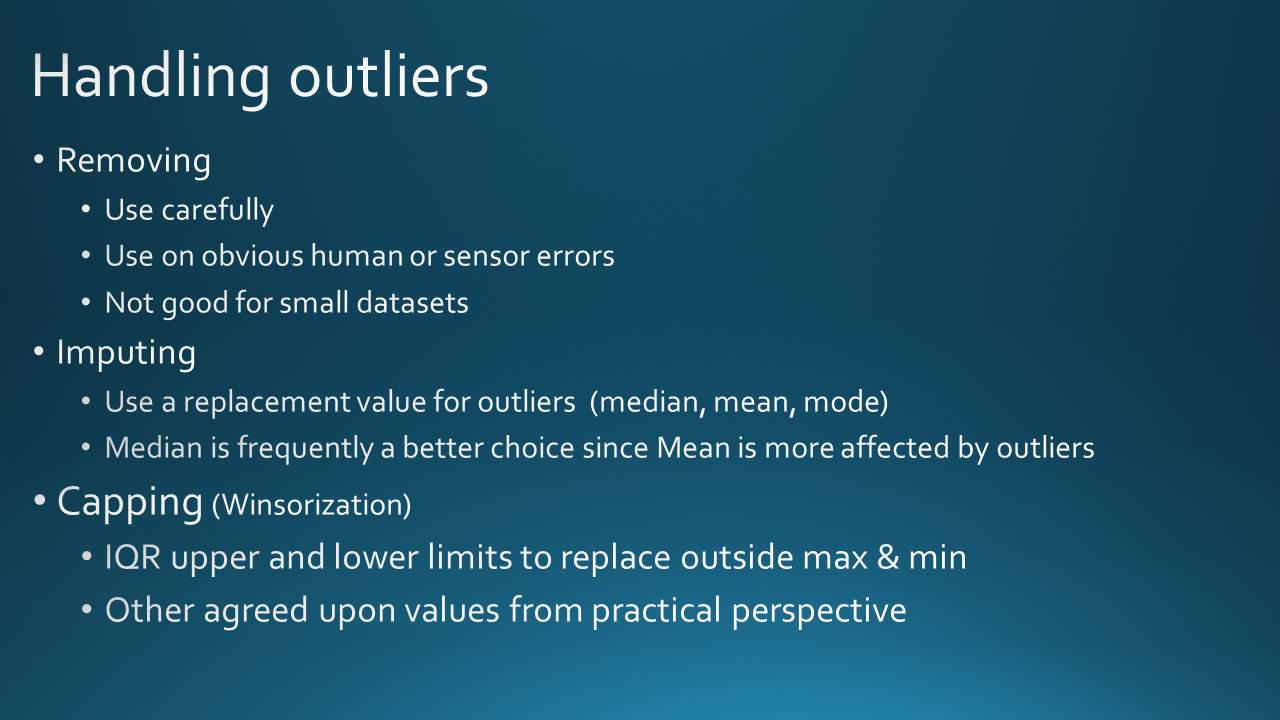 Handling outliers
• Removing
• Use carefully
• Use on obvious human or sensor errors
• Not good for small datasets
• Imputing
• Use a replacement value for outliers  (median, mean, mode)
• Median is frequently a better choice since Mean is more affected by outliers
• Capping (Winsorization)
• IQR upper and lower limits to replace outside max & min
• Other agreed upon values from practical perspective